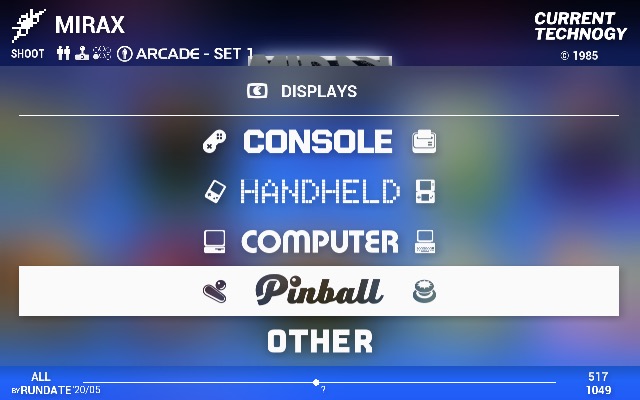 MIRAX
CURRENT
TECHNOGY
SHOOT
ARCADE - SET 1
© 1985
DISPLAYS
CONSOLE
HANDHELD
COMPUTER
Pinball
OTHER
ALL
517
BY RUNDATE '20/05
?
1049